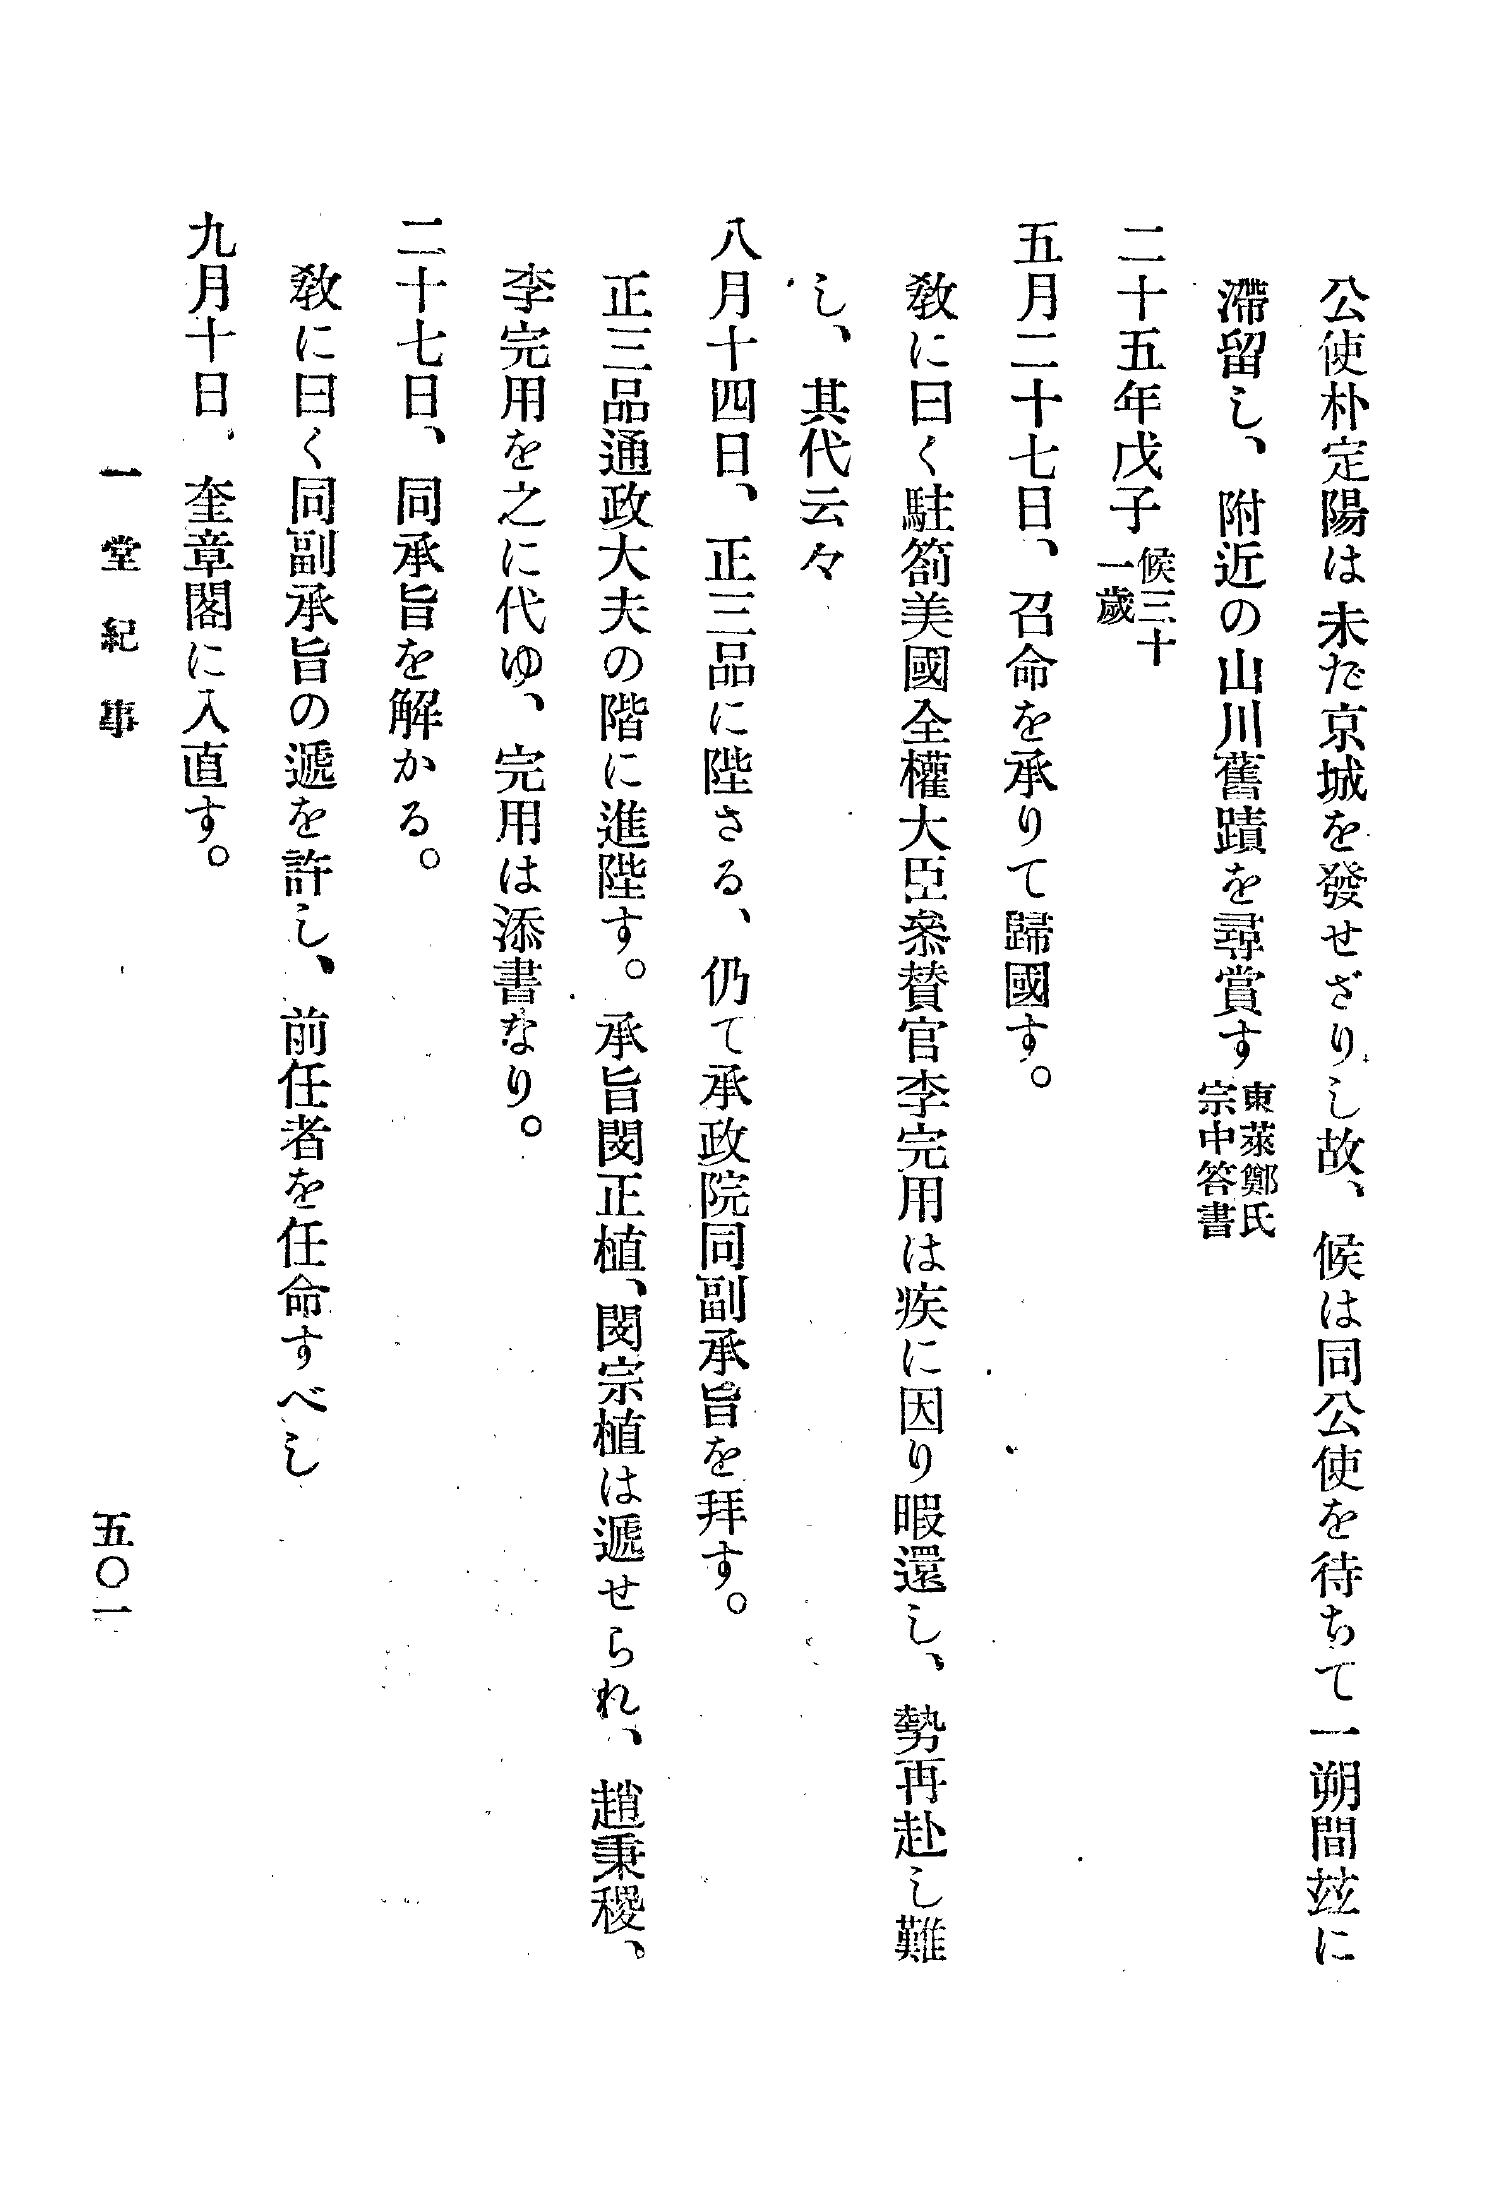 公使朴定陽は未だ京城を發せざりし故、候は同公使を待ちて一朔間玆に
滯留し、附近の山川舊蹟を尋賞す東萊鄭氏
宗中答書
二十五年戊子候三十
一歲
五月二十七日、召命を承りて歸國す。
敎に曰く駐箚美國全權大臣叅賛官李完用は疾に因り暇還し、勢再赴し難
し、其代云々
八月十四日、正三品に陛さる、仍て承政院同副承旨を拜す。
正三品通政大夫の階に進陛す。承旨閔正植、閔宗植は遞せられ、趙秉稷、
李完用を之に代ゆ、完用は添書なり。
二十七日、同承旨を解かる。
敎に曰く同副承旨の遞を許し、前任者を任命すべし
九月十日、奎章閣に入直す。
一堂紀事
五〇一